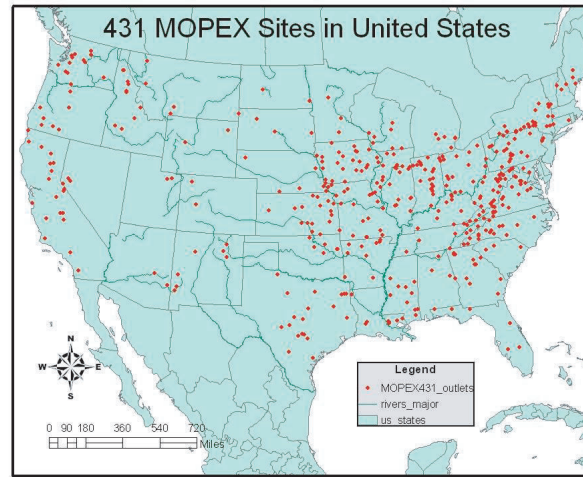 431 MOPEX Sites in United States
N
W
E
S
0 90 180 360 540 720
Miles
Legend
MOPEX431_outlets
rivers_major
us_states